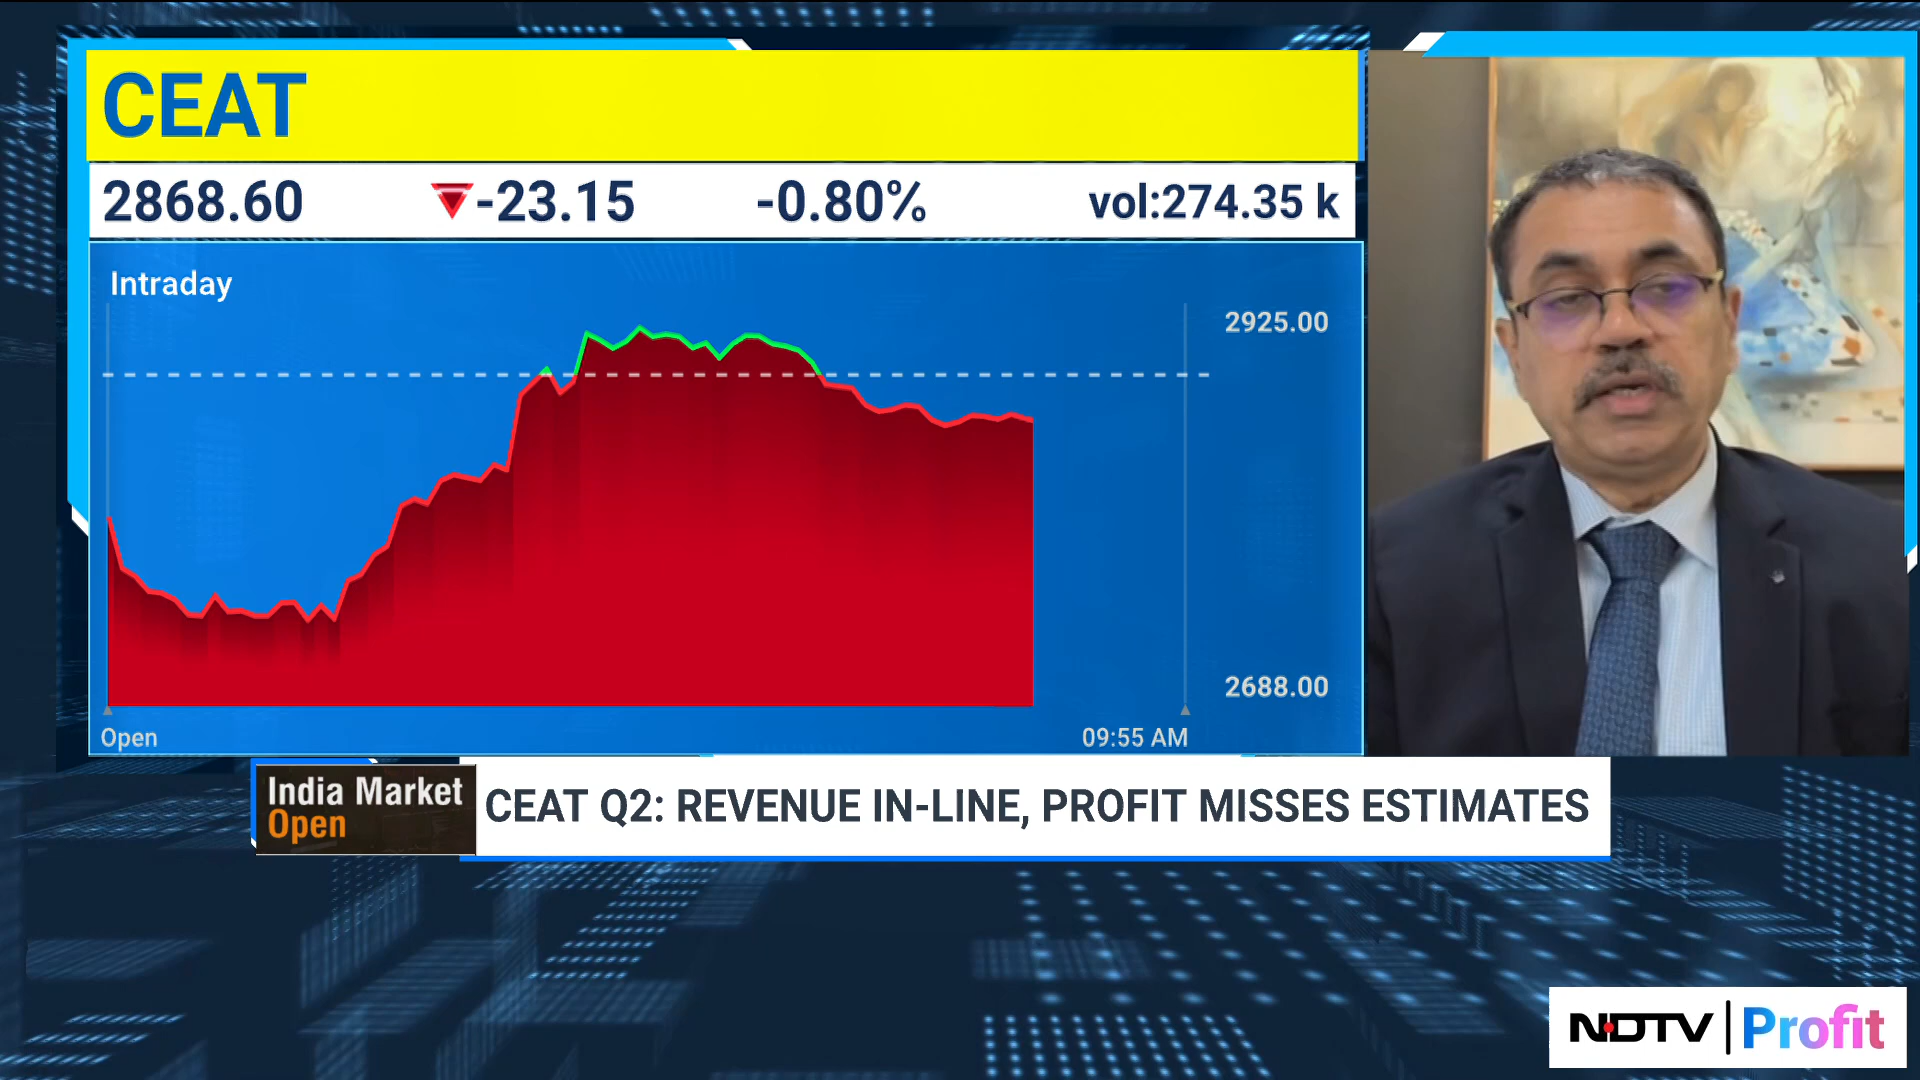 CEAT
2868.60 -23.15 -0.80% vol:274.35 k
Intraday
2925.00
2688.00
Open 09:55 AM
India Market
Open
CEAT Q2: REVENUE IN-LINE, PROFIT MISSES ESTIMATES
NDTV Profit